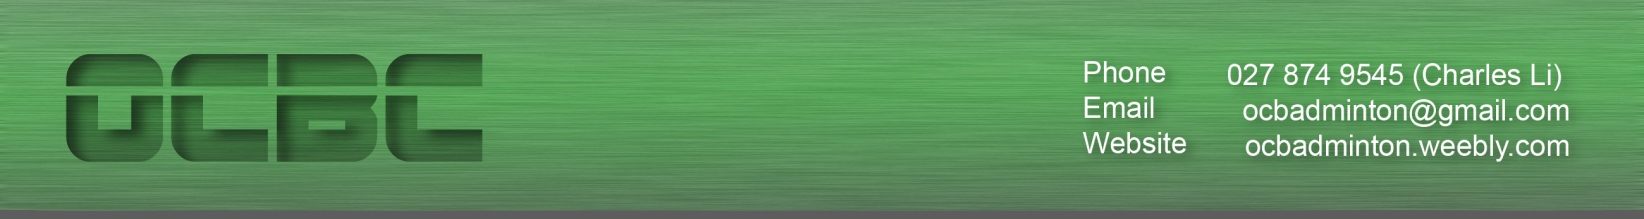 OCBC
Phone 027 874 9545 (Charles Li)
Email ocbadminton@gmail.com
Website ocbadminton.weebly.com